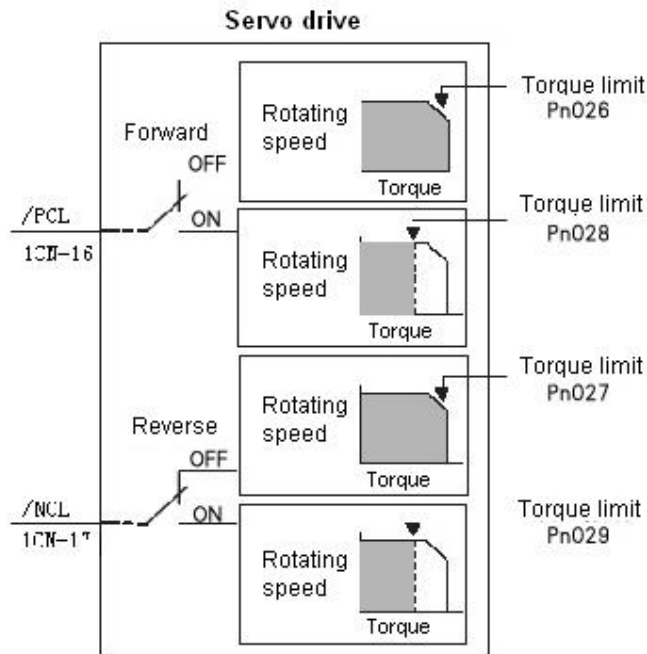 Servo drive
Rotating
speed
Torque
Torque limit
Pn026
Forward
OFF
ON
/PCL
1CN-16
Rotating
speed
Torque
Torque limit
Pn028
Rotating
speed
Torque
Torque limit
Pn027
Reverse
OFF
ON
/NCL
1CN-17
Rotating
speed
Torque
Torque limit
Pn029